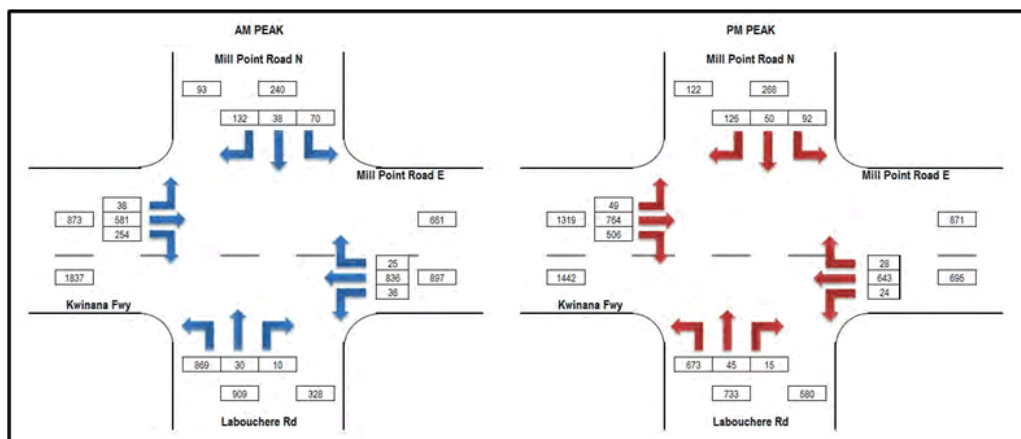 AM PEAK
Mill Point Road N
93 240
132 38 70
Mill Point Road E
38
873 581 661
254
25
1837 836 897
36
Kwinana Fwy
869 30 10
909 328
Labouchere Rd
PM PEAK
Mill Point Road N
122 268
126 50 92
Mill Point Road E
49
1319 764 871
506
28
1442 643 695
24
Kwinana Fwy
673 45 15
733 580
Labouchere Rd